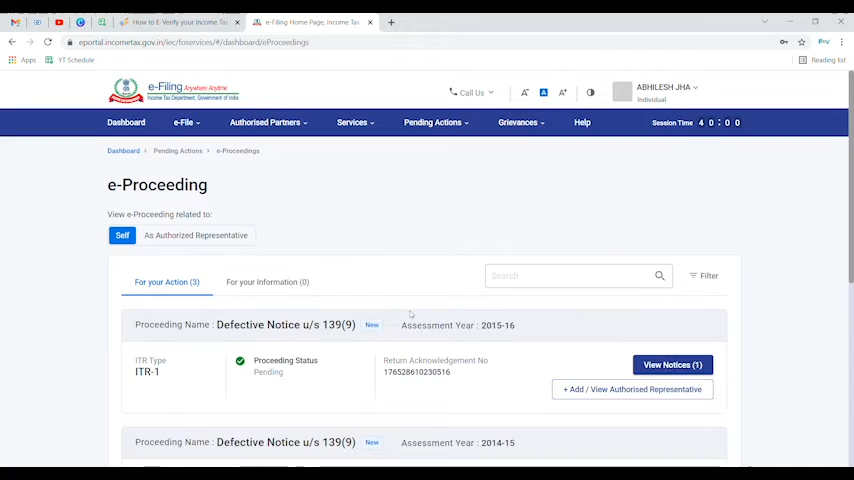 How to E-Verify your Income Tax
e-Filing Home Page, Income Tax
eportal.incometax.gov.in/iec/foservices/#/dashboard/eProceedings
Apps
YT Schedule
Reading list
e-Filing Anywhere Anytime
Income Tax Department, Government of India
Call Us
A-
A
A+
ABHILESH JHA
Individual
Dashboard
e-File
Authorised Partners
Services
Pending Actions
Grievances
Help
Session Time 4 0 : 0 0
Dashboard > Pending Actions > e-Proceedings
e-Proceeding
View e-Proceeding related to:
Self
As Authorized Representative
For your Action (3)
For your Information (0)
Search
Filter
Proceeding Name : Defective Notice u/s 139(9) New Assessment Year : 2015-16
ITR Type
ITR-1
Proceeding Status
Pending
Return Acknowledgement No
176528610230516
View Notices (1)
+ Add / View Authorised Representative
Proceeding Name : Defective Notice u/s 139(9) New Assessment Year : 2014-15